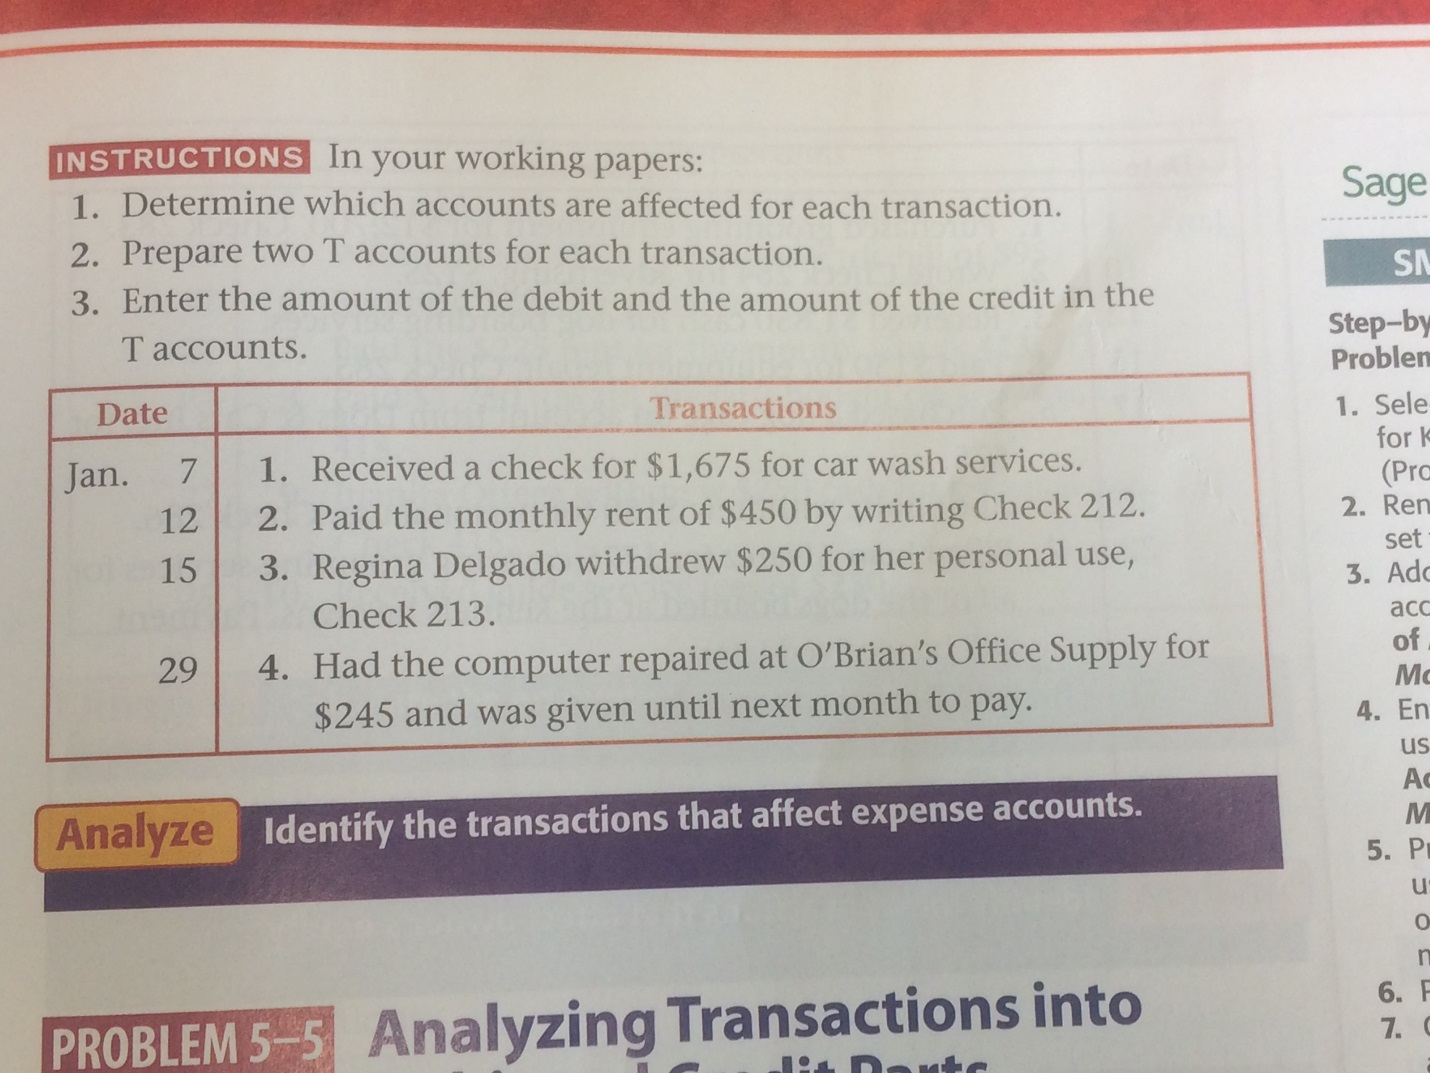 INSTRUCTIONS In your working papers:
1. Determine which accounts are affected for each transaction.
2. Prepare two T accounts for each transaction.
3. Enter the amount of the debit and the amount of the credit in the
T accounts.
Date Transactions
Jan. 7 1. Received a check for $1,675 for car wash services.
12 2. Paid the monthly rent of $450 by writing Check 212.
15 3. Regina Delgado withdrew $250 for her personal use,
Check 213.
29 4. Had the computer repaired at O'Brian's Office Supply for
$245 and was given until next month to pay.
Analyze Identify the transactions that affect expense accounts.
PROBLEM 5–5 Analyzing Transactions into
Credit Parts
Sage
Step–by
1.
for
2.
set
3.
of
4.
us
5.
6.
7.